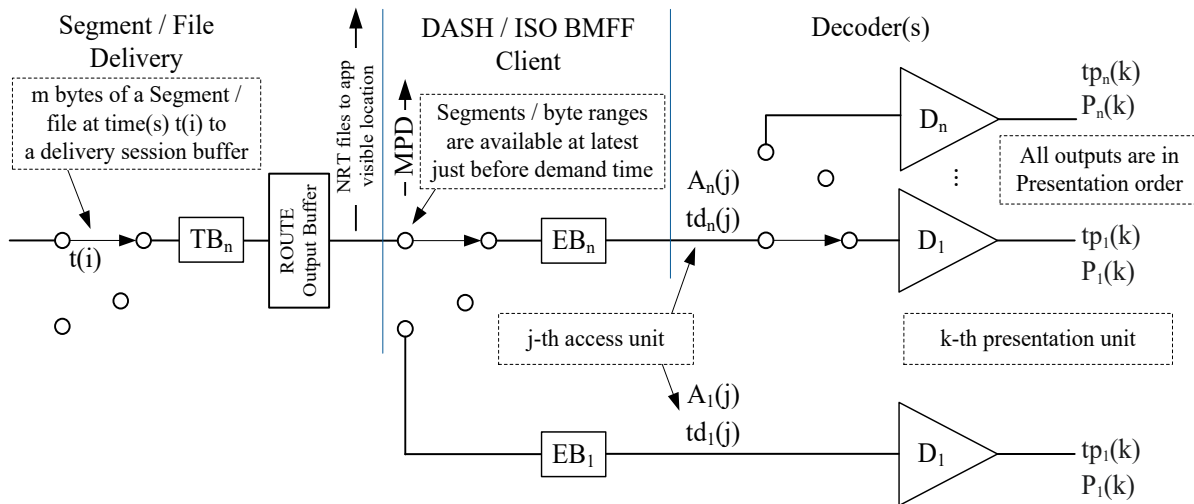 Segment / File
Delivery
m bytes of a Segment /
file at time(s) t(i) to
a delivery session buffer
t(i)
TBₙ
ROUTE
Output Buffer
NRT files to app
visible location
DASH / ISO BMFF
Client
MPD
Segments / byte ranges
are available at latest
just before demand time
EBₙ
Aₙ(j)
tdₙ(j)
j-th access unit
A₁(j)
td₁(j)
EB₁
Decoder(s)
Dₙ
tpₙ(k)
Pₙ(k)
All outputs are in
Presentation order
...
D₁
tp₁(k)
P₁(k)
k-th presentation unit
D₁
tp₁(k)
P₁(k)